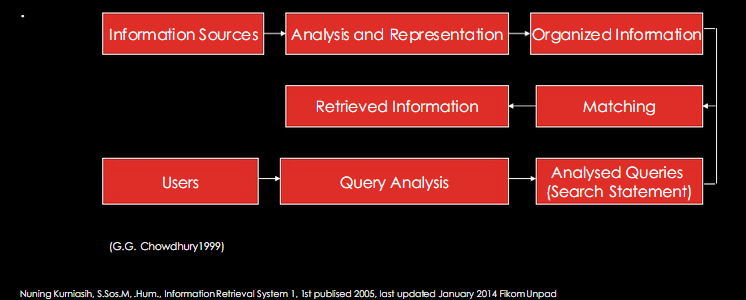 Information Sources
Analysis and Representation
Organized Information
Retrieved Information
Matching
Users
Query Analysis
Analysed Queries
(Search Statement)
(G.G. Chowdhury1999)
Nuning Kurniasih, S.Sos.M,.Hum., Information Retrieval System 1, 1st publised 2005, last updated January 2014 Fikom Unpad